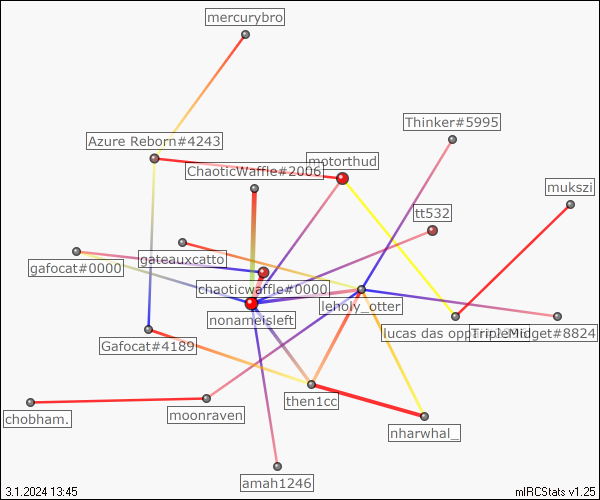 mercurybro
Thinker#5995
Azure Reborn#4243
motorthud
ChaoticWaffle#2006
mukszi
tt532
gateauxcatto
gafocat#0000
chaoticwaffle#0000
leholy_otter
nonameisleft
lucas das
TripleMidget#8824
Gafocat#4189
then1cc
moonraven
chobham.
nharwhal_
amah1246
3.1.2024 13:45
mIRCStats v1.25